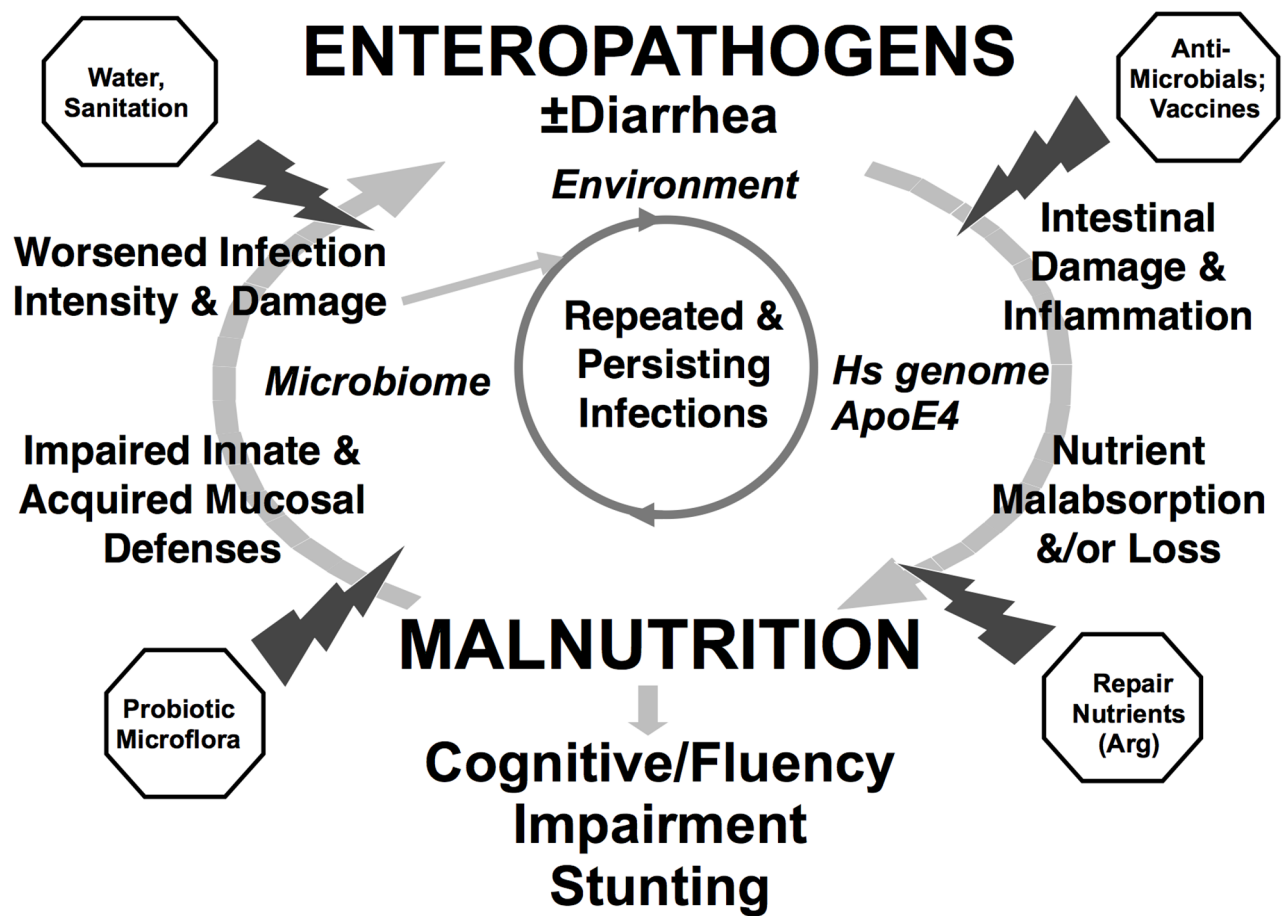 ENTEROPATHOGENS
±Diarrhea
Water,
Sanitation
Anti-
Microbials;
Vaccines
Environment
Worsened Infection
Intensity & Damage
Intestinal
Damage &
Inflammation
Repeated &
Persisting
Infections
Microbiome
Hs genome
ApoE4
Impaired Innate &
Acquired Mucosal
Defenses
Nutrient
Malabsorption
&/or Loss
MALNUTRITION
Probiotic
Microflora
Repair
Nutrients
(Arg)
Cognitive/Fluency
Impairment
Stunting